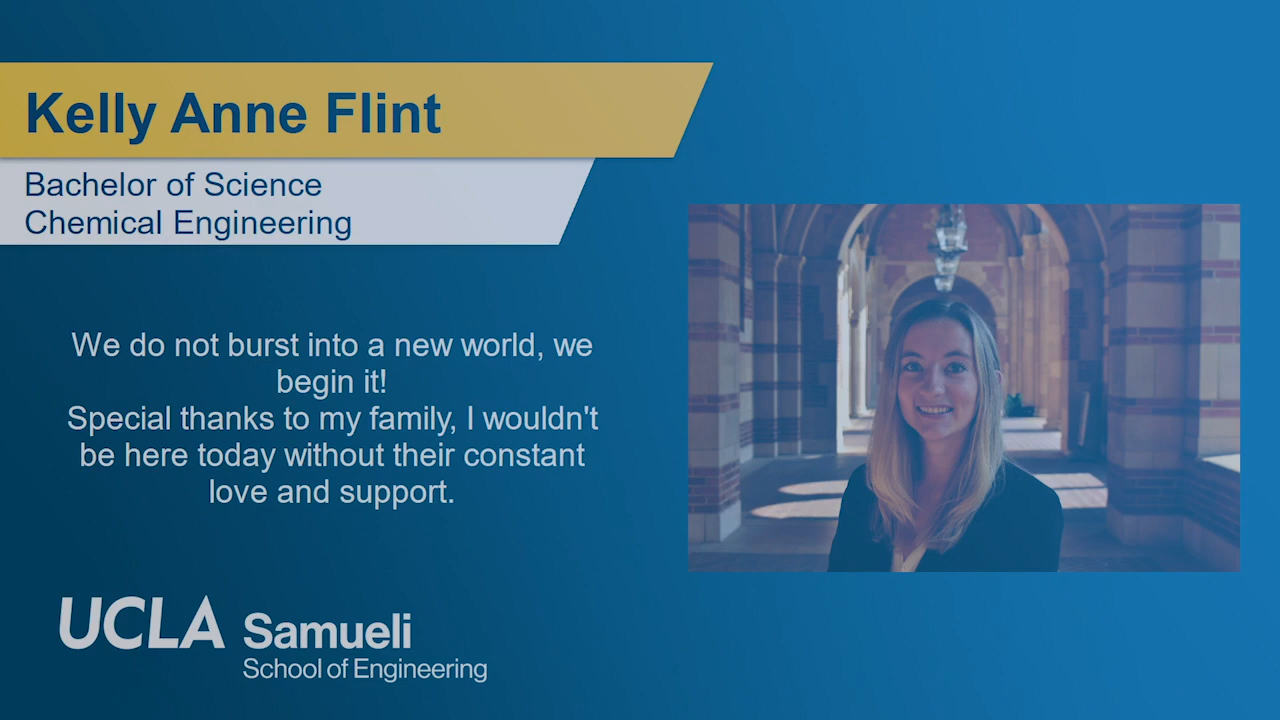 Kelly Anne Flint
Bachelor of Science
Chemical Engineering
We do not burst into a new world, we
begin it!
Special thanks to my family, I wouldn't
be here today without their constant
love and support.
UCLA Samueli
School of Engineering